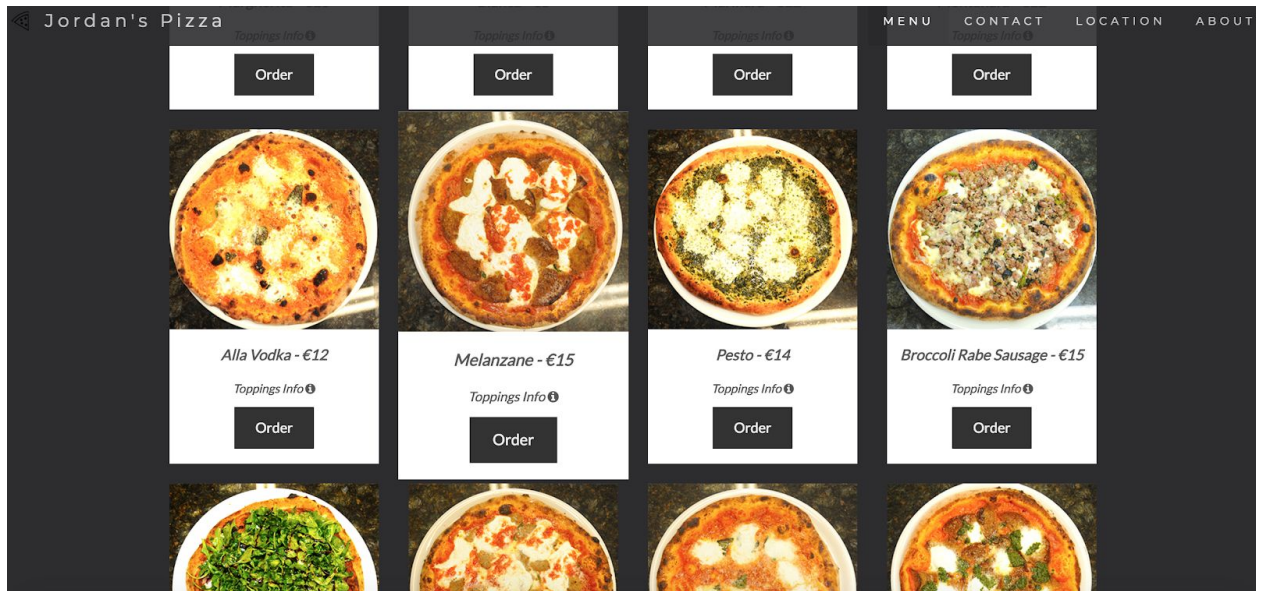 Jordan's Pizza
MENU CONTACT LOCATION ABOUT
Toppings Info Toppings Info Toppings Info Toppings Info
Order Order Order Order
Alla Vodka - €12 Melanzane - €15 Pesto - €14 Broccoli Rabe Sausage - €15
Toppings Info Toppings Info Toppings Info Toppings Info
Order Order Order Order